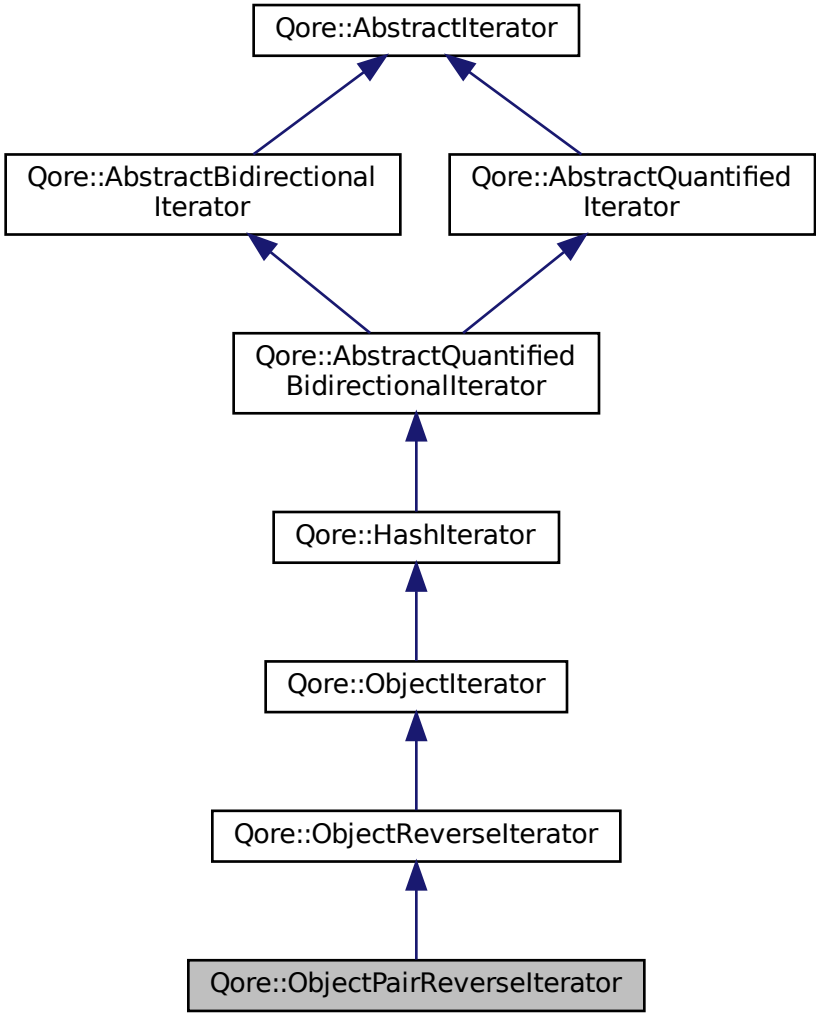 Qore::AbstractIterator
Qore::AbstractBidirectional
Iterator
Qore::AbstractQuantified
Iterator
Qore::AbstractQuantified
BidirectionalIterator
Qore::HashIterator
Qore::ObjectIterator
Qore::ObjectReverseIterator
Qore::ObjectPairReverseIterator